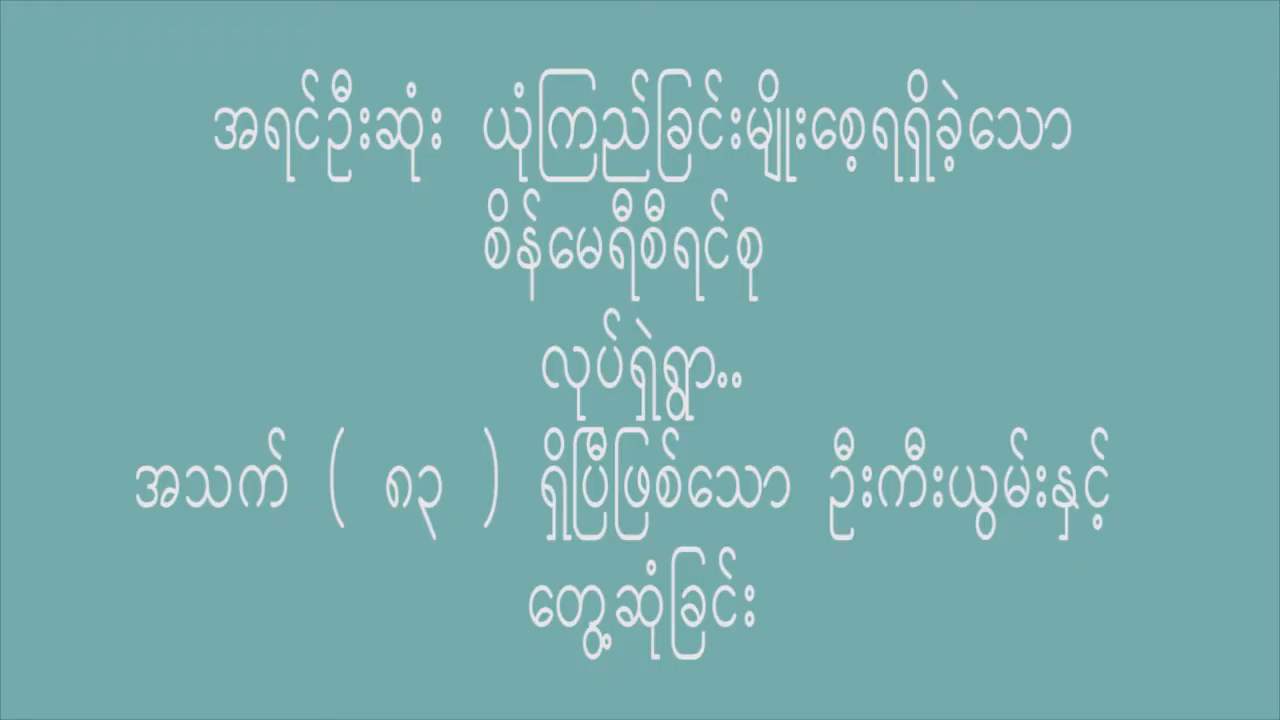 အရင်ဦးဆုံး ယုံကြည်ခြင်းမျိုးစေ့ရရှိခဲ့သော
စိန်မေရီစီရင်စု
လုပ်ရှဲရွာ..
အသက် ( ၈၃ ) ရှိပြီဖြစ်သော ဦးကီးယွမ်းနှင့်
တွေ့ဆုံခြင်း